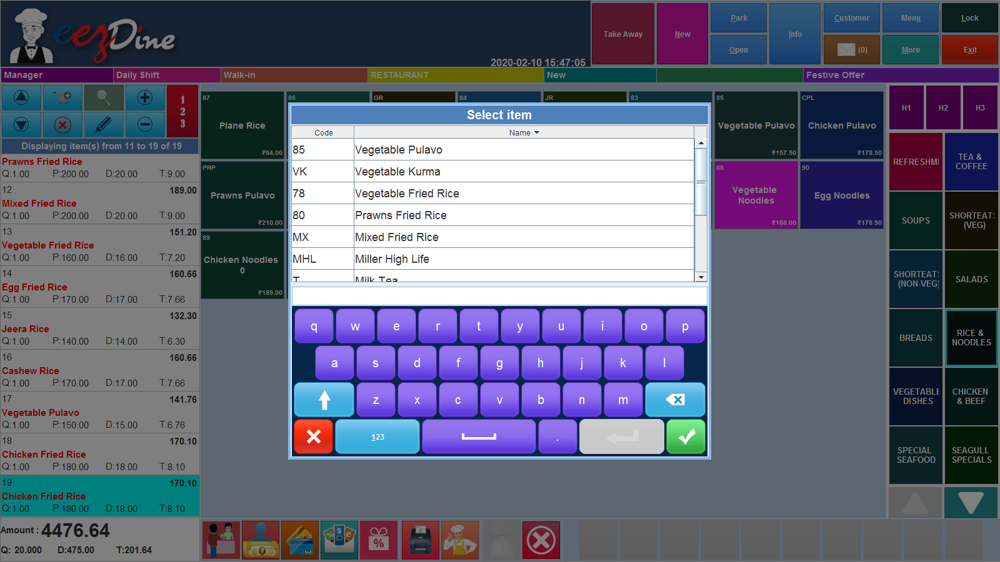 eezDine
2020-02-10 15:47:05
Take Away
New
Park
Open
Info
Customer
(0)
Menu
More
Lock
Exit
Manager
Daily Shift
Walk-in
RESTAURANT
New
Festive Offer
1
2
3
Displaying item(s) from 11 to 19 of 19
Prawns Fried Rice
Q:1.00 P:200.00 D:20.00 T:9.00
12 189.00
Mixed Fried Rice
Q:1.00 P:200.00 D:20.00 T:9.00
13 151.20
Vegetable Fried Rice
Q:1.00 P:160.00 D:16.00 T:7.20
14 160.66
Egg Fried Rice
Q:1.00 P:170.00 D:17.00 T:7.66
15 132.30
Jeera Rice
Q:1.00 P:140.00 D:14.00 T:6.30
16 160.66
Cashew Rice
Q:1.00 P:170.00 D:17.00 T:7.66
17 141.76
Vegetable Pulavo
Q:1.00 P:150.00 D:15.00 T:6.76
18 170.10
Chicken Fried Rice
Q:1.00 P:180.00 D:18.00 T:8.10
19 170.10
Chicken Fried Rice
Q:1.00 P:180.00 D:18.00 T:8.10
Amount : 4476.64
Q: 20.000 D:475.00 T:201.64
87
Plane Rice
₹84.00
86
GR
84
JR
83
85
Vegetable Pulavo
₹157.50
CPL
Chicken Pulavo
₹178.50
PRP
Prawns Pulavo
₹210.00
88
Vegetable
Noodles
₹168.00
90
Egg Noodles
₹178.50
89
Chicken Noodles
0
₹189.00
Select item
Code Name
85 Vegetable Pulavo
VK Vegetable Kurma
78 Vegetable Fried Rice
80 Prawns Fried Rice
MX Mixed Fried Rice
MHL Miller High Life
T Milk Tea
q w e r t y u i o p
a s d f g h j k l
z x c v b n m
123 .
H1 H2 H3
REFRESHMI
TEA &
COFFEE
SOUPS
SHORTEATS
(VEG)
SHORTEATS
(NON-VEG)
SALADS
BREADS
RICE &
NOODLES
VEGETABLE
DISHES
CHICKEN
& BEEF
SPECIAL
SEAFOOD
SEAGULL
SPECIALS
%